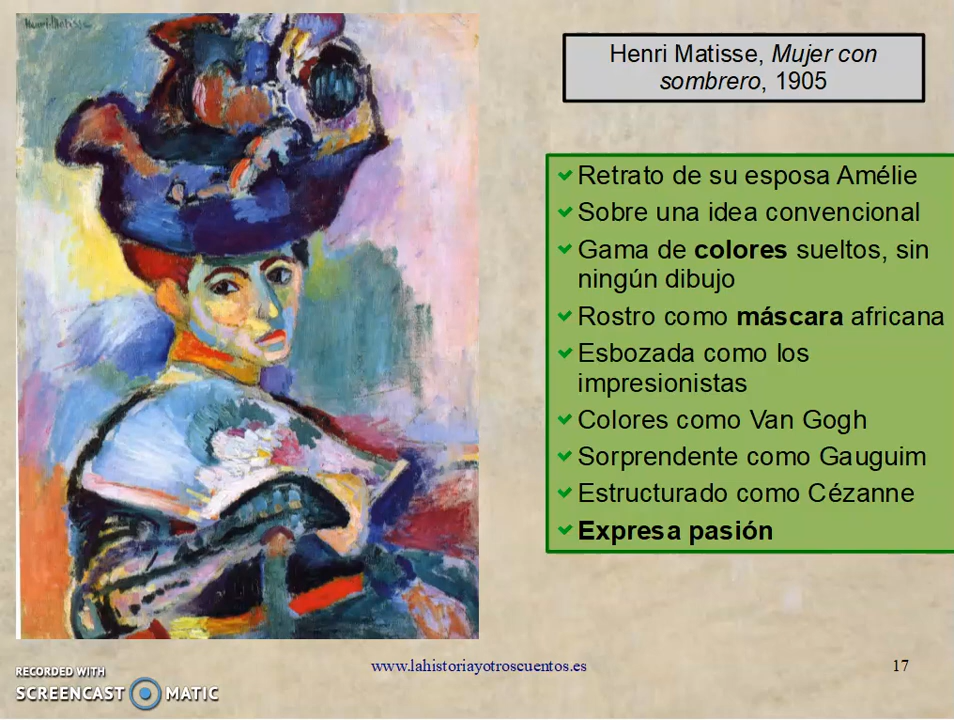 Henri Matisse
Henri Matisse, Mujer con
sombrero, 1905
Retrato de su esposa Amélie
Sobre una idea convencional
Gama de colores sueltos, sin
ningún dibujo
Rostro como máscara africana
Esbozada como los
impresionistas
Colores como Van Gogh
Sorprendente como Gauguim
Estructurado como Cézanne
Expresa pasión
RECORDED WITH
SCREENCAST MATIC
www.lahistoriayotroscuentos.es
17